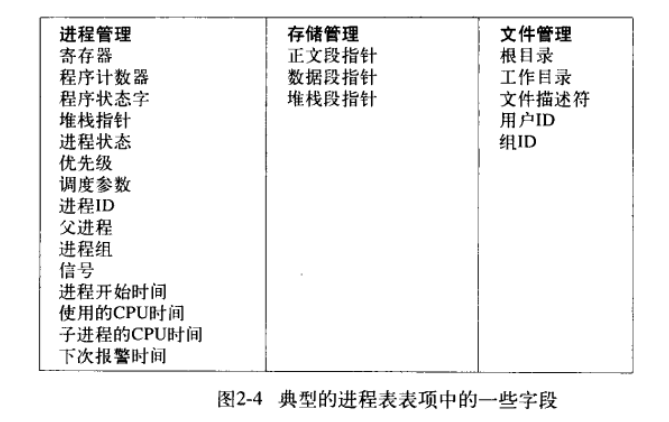 进程管理
寄存器
程序计数器
程序状态字
堆栈指针
进程状态
优先级
调度参数
进程ID
父进程
进程组
信号
进程开始时间
使用的CPU时间
子进程的CPU时间
下次报警时间
存储管理
正文段指针
数据段指针
堆栈段指针
文件管理
根目录
工作目录
文件描述符
用户ID
组ID
图2-4 典型的进程表表项中的一些字段